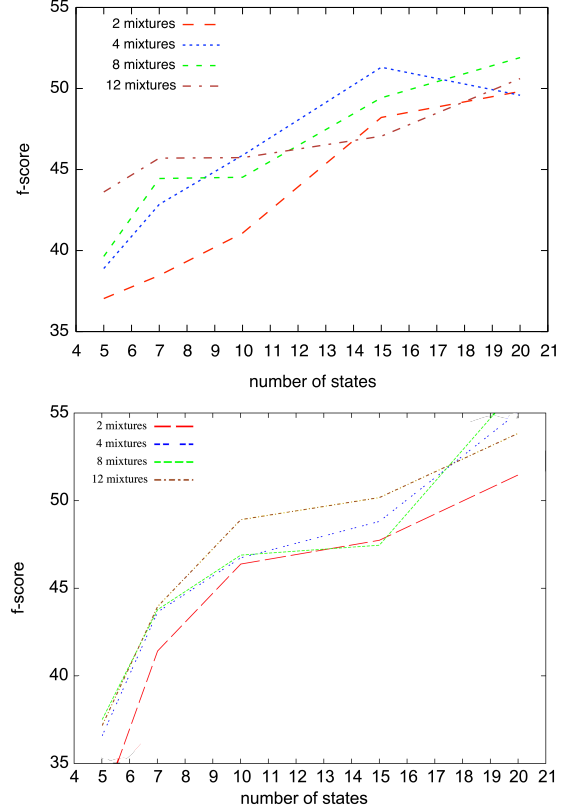 55
2 mixtures
4 mixtures
50
8 mixtures
12 mixtures
45
f-score
40
35
4 5 6 7 8 9 10 11 12 13 14 15 16 17 18 19 20 21
number of states
55
2 mixtures
4 mixtures
8 mixtures
12 mixtures
50
45
f-score
40
35
4 5 6 7 8 9 10 11 12 13 14 15 16 17 18 19 20 21
number of states